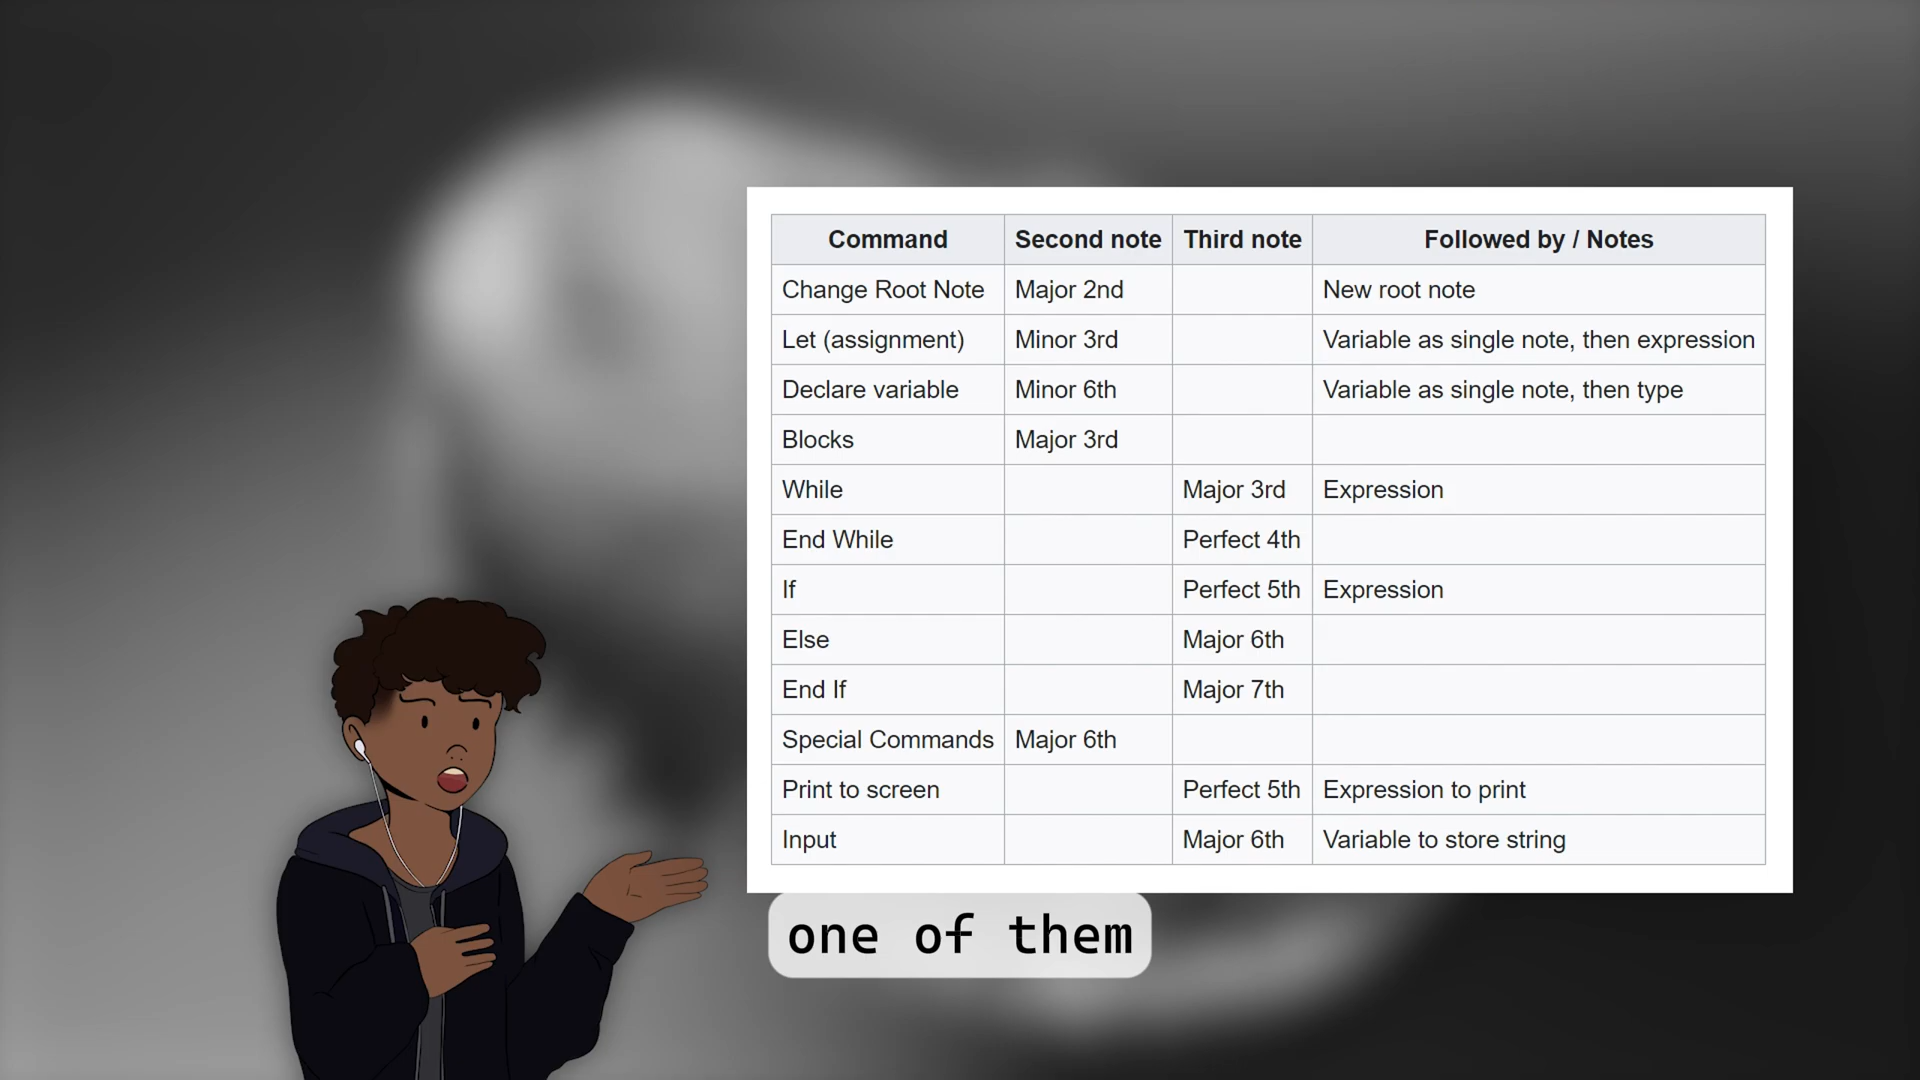 Command Second note Third note Followed by / Notes
Change Root Note Major 2nd New root note
Let (assignment) Minor 3rd Variable as single note, then expression
Declare variable Minor 6th Variable as single note, then type
Blocks Major 3rd
While Major 3rd Expression
End While Perfect 4th
If Perfect 5th Expression
Else Major 6th
End If Major 7th
Special Commands Major 6th
Print to screen Perfect 5th Expression to print
Input Major 6th Variable to store string
one of them